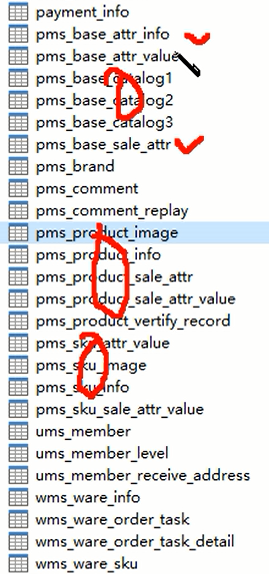 payment_info
pms_base_attr_info
pms_base_attr_value
pms_base_catalog1
pms_base_catalog2
pms_base_catalog3
pms_base_sale_attr
pms_brand
pms_comment
pms_comment_replay
pms_product_image
pms_product_info
pms_product_sale_attr
pms_product_sale_attr_value
pms_product_vertify_record
pms_sku_attr_value
pms_sku_image
pms_sku_info
pms_sku_sale_attr_value
ums_member
ums_member_level
ums_member_receive_address
wms_ware_info
wms_ware_order_task
wms_ware_order_task_detail
wms_ware_sku